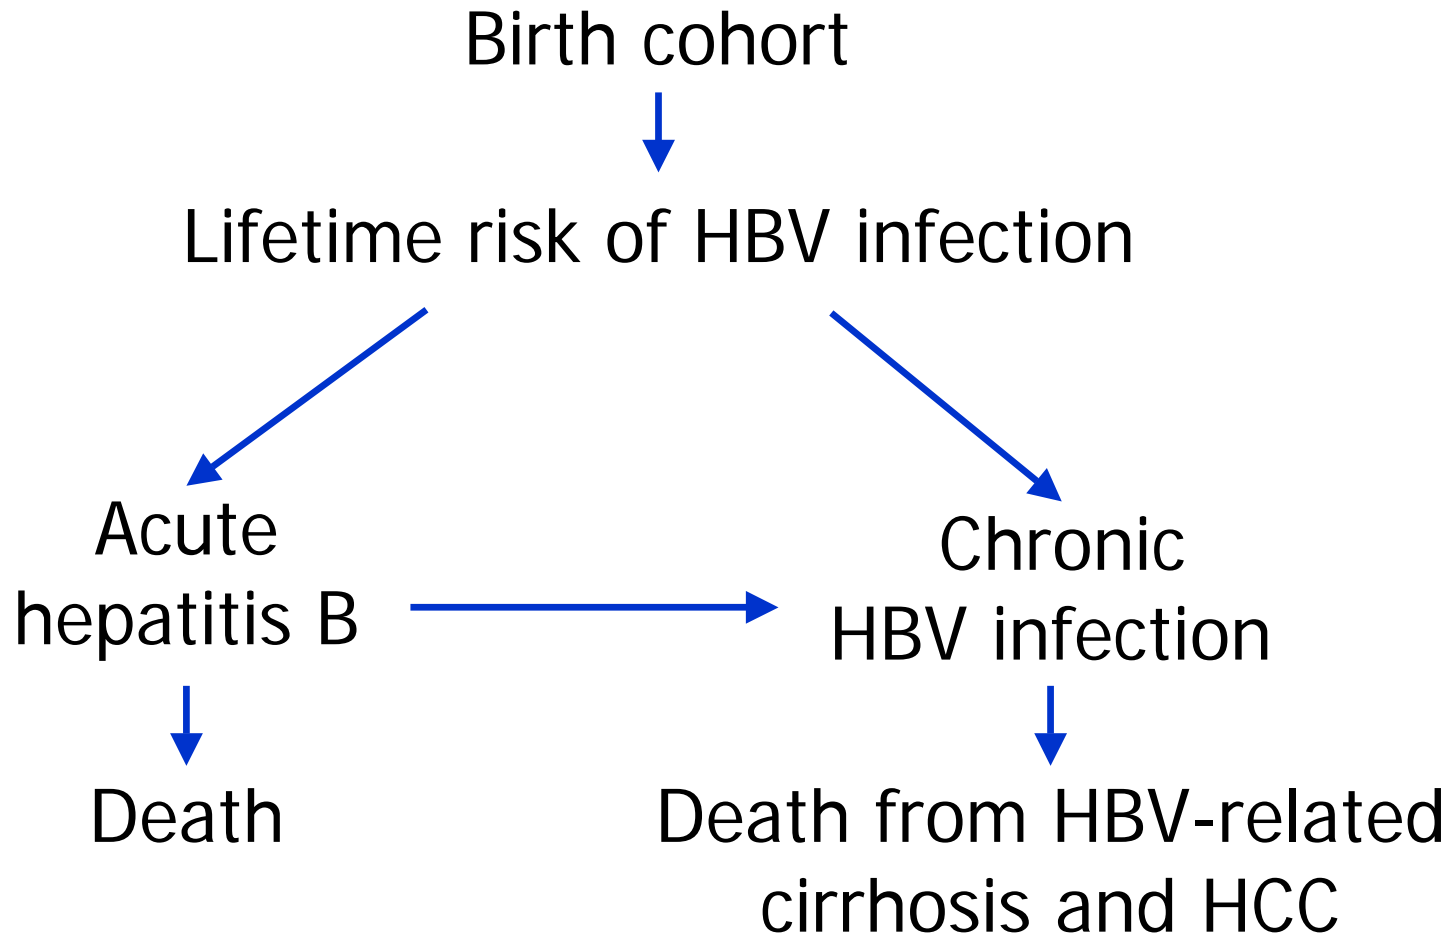 Birth cohort
Lifetime risk of HBV infection
Acute
hepatitis B
Chronic
HBV infection
Death
Death from HBV-related
cirrhosis and HCC